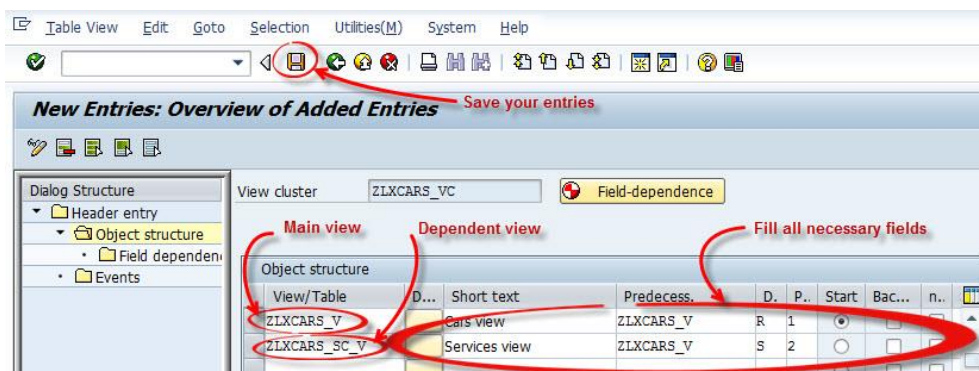 Table View Edit Goto Selection Utilities(M) System Help
Save your entries
New Entries: Overview of Added Entries
Dialog Structure
Header entry
Object structure
Field dependen
Events
View cluster ZLXCARS_VC Field-dependence
Main view Dependent view Fill all necessary fields
Object structure
View/Table D... Short text Predecess. D. P.. Start Bac... n..
ZLXCARS_V Cars view ZLXCARS_V R 1
ZLXCARS_SC_V Services view ZLXCARS_V S 2